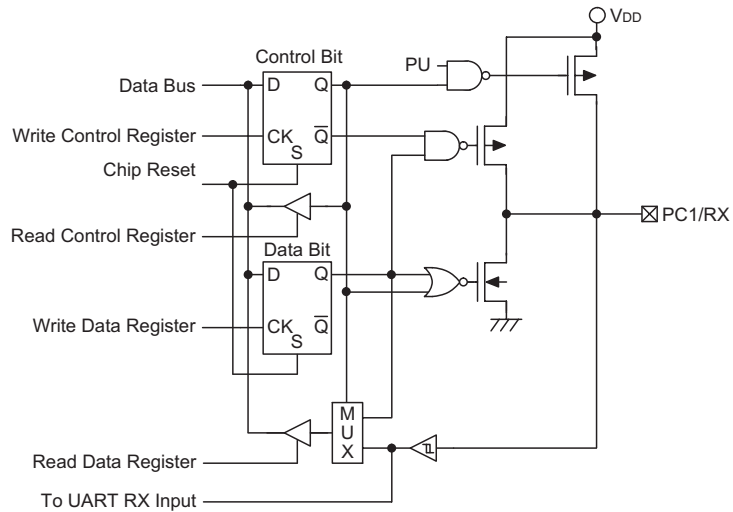 VDD
Control Bit
PU
Data Bus
D
Q
Write Control Register
CK
Q
S
Chip Reset
PC1/RX
Read Control Register
Data Bit
D
Q
Write Data Register
CK
Q
S
M
U
X
Read Data Register
To UART RX Input